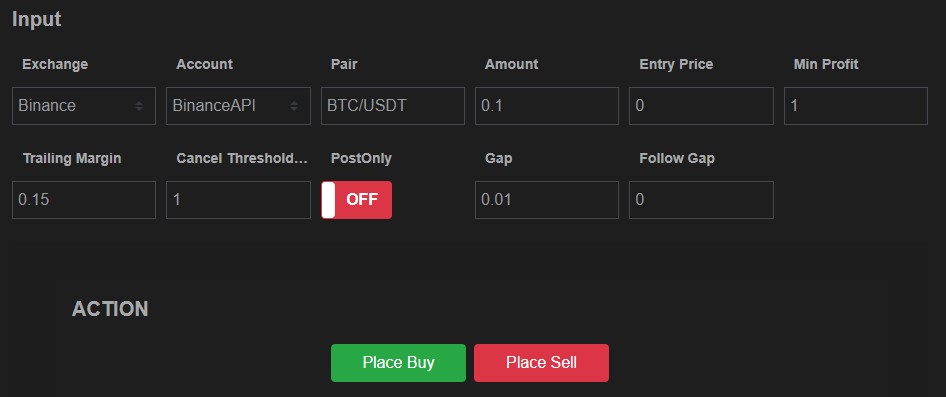 Input
Exchange Account Pair Amount Entry Price Min Profit
Binance BinanceAPI BTC/USDT 0.1 0 1
Trailing Margin Cancel Threshold... PostOnly Gap Follow Gap
0.15 1 OFF 0.01 0
ACTION
Place Buy Place Sell